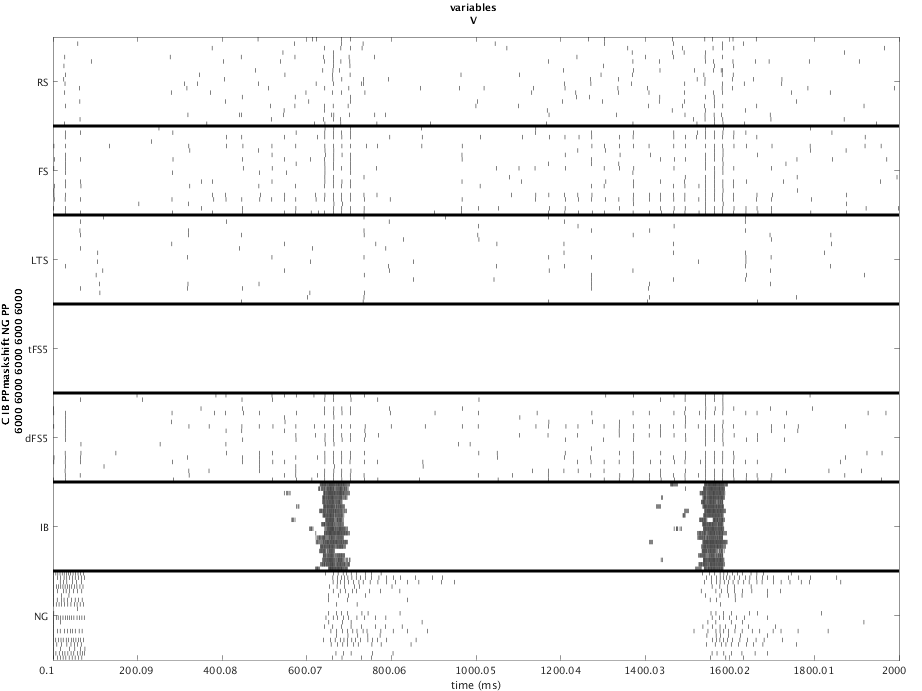 variables
V
RS
FS
LTS
tFS5
dFS5
IB
NG
C IB PPmaskshift NG PP
6000 6000 6000 6000 6000
0.1 200.09 400.08 600.07 800.06 1000.05 1200.04 1400.03 1600.02 1800.01 2000
time (ms)